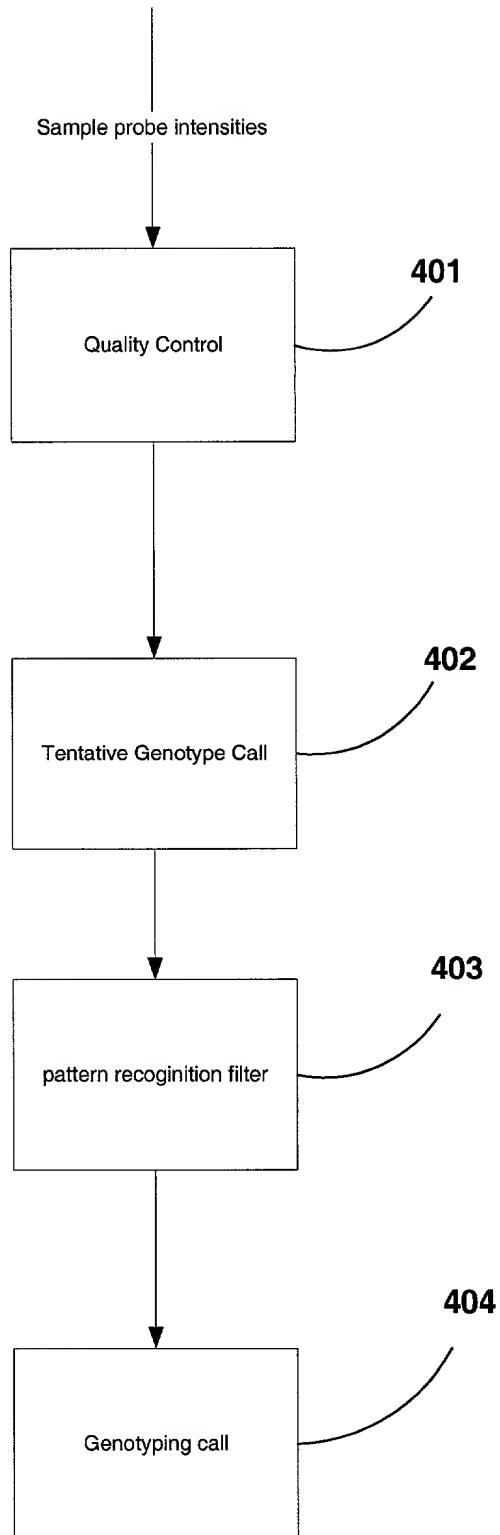 Sample probe intensities
401
Quality Control
402
Tentative Genotype Call
403
pattern recoginition filter
404
Genotyping call